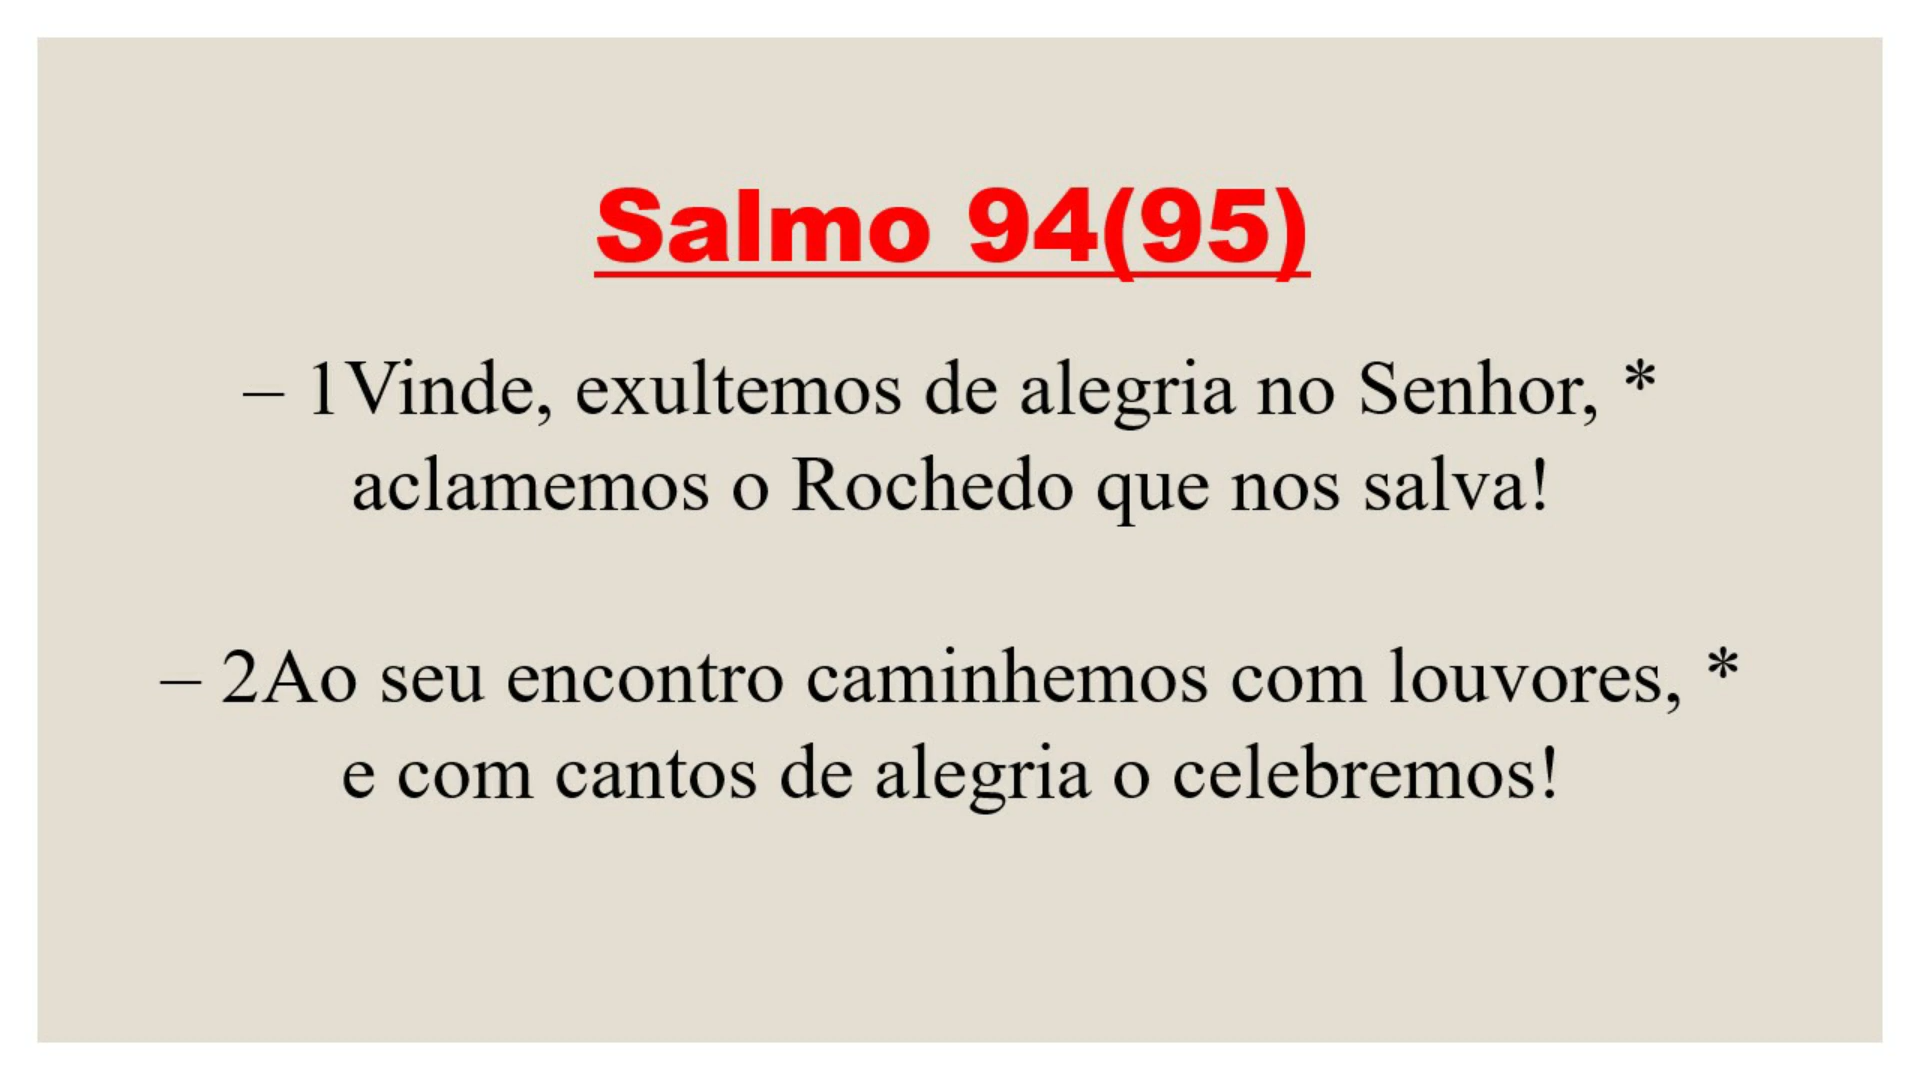 Salmo 94(95)
– 1Vinde, exultemos de alegria no Senhor, *
aclamemos o Rochedo que nos salva!
– 2Ao seu encontro caminhemos com louvores, *
e com cantos de alegria o celebremos!